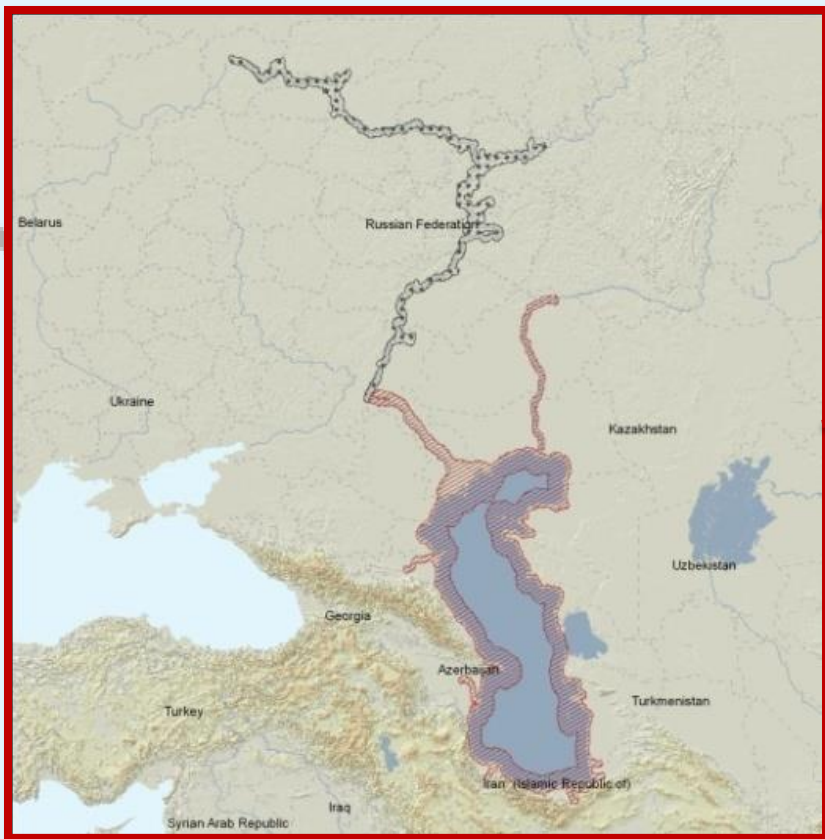 Belarus
Russian Federation
Ukraine
Kazakhstan
Uzbekistan
Georgia
Azerbaijan
Turkmenistan
Turkey
Iran (Islamic Republic of)
Iraq
Syrian Arab Republic